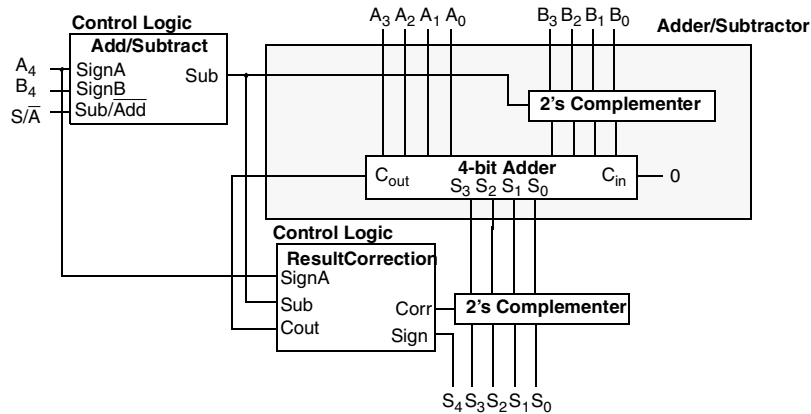 Control Logic
Add/Subtract
A4
B4
S/A̅
SignA
SignB
Sub/A̅d̅d̅
Sub
A3 A2 A1 A0
B3 B2 B1 B0
Adder/Subtractor
2's Complementer
4-bit Adder
Cout
S3 S2 S1 S0
Cin
0
Control Logic
ResultCorrection
SignA
Sub
Cout
Corr
Sign
2's Complementer
S4 S3 S2 S1 S0